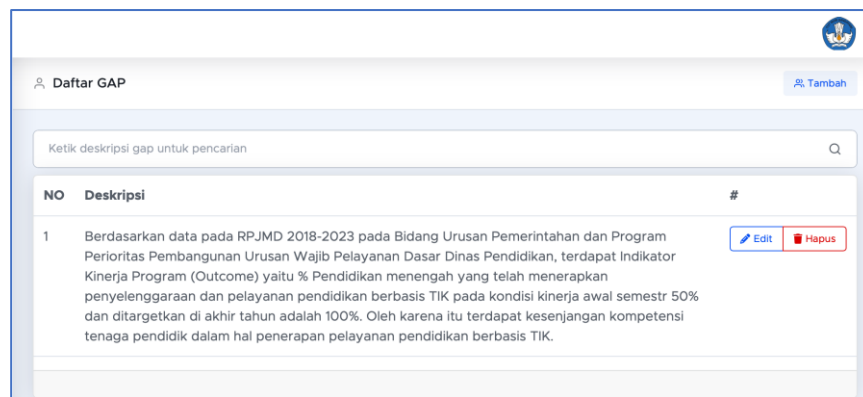 Daftar GAP
Tambah
Ketik deskripsi gap untuk pencarian
NO Deskripsi #
1 Berdasarkan data pada RPJMD 2018-2023 pada Bidang Urusan Pemerintahan dan Program Edit Hapus
Perioritas Pembangunan Urusan Wajib Pelayanan Dasar Dinas Pendidikan, terdapat Indikator
Kinerja Program (Outcome) yaitu % Pendidikan menengah yang telah menerapkan
penyelenggaraan dan pelayanan pendidikan berbasis TIK pada kondisi kinerja awal semestr 50%
dan ditargetkan di akhir tahun adalah 100%. Oleh karena itu terdapat kesenjangan kompetensi
tenaga pendidik dalam hal penerapan pelayanan pendidikan berbasis TIK.